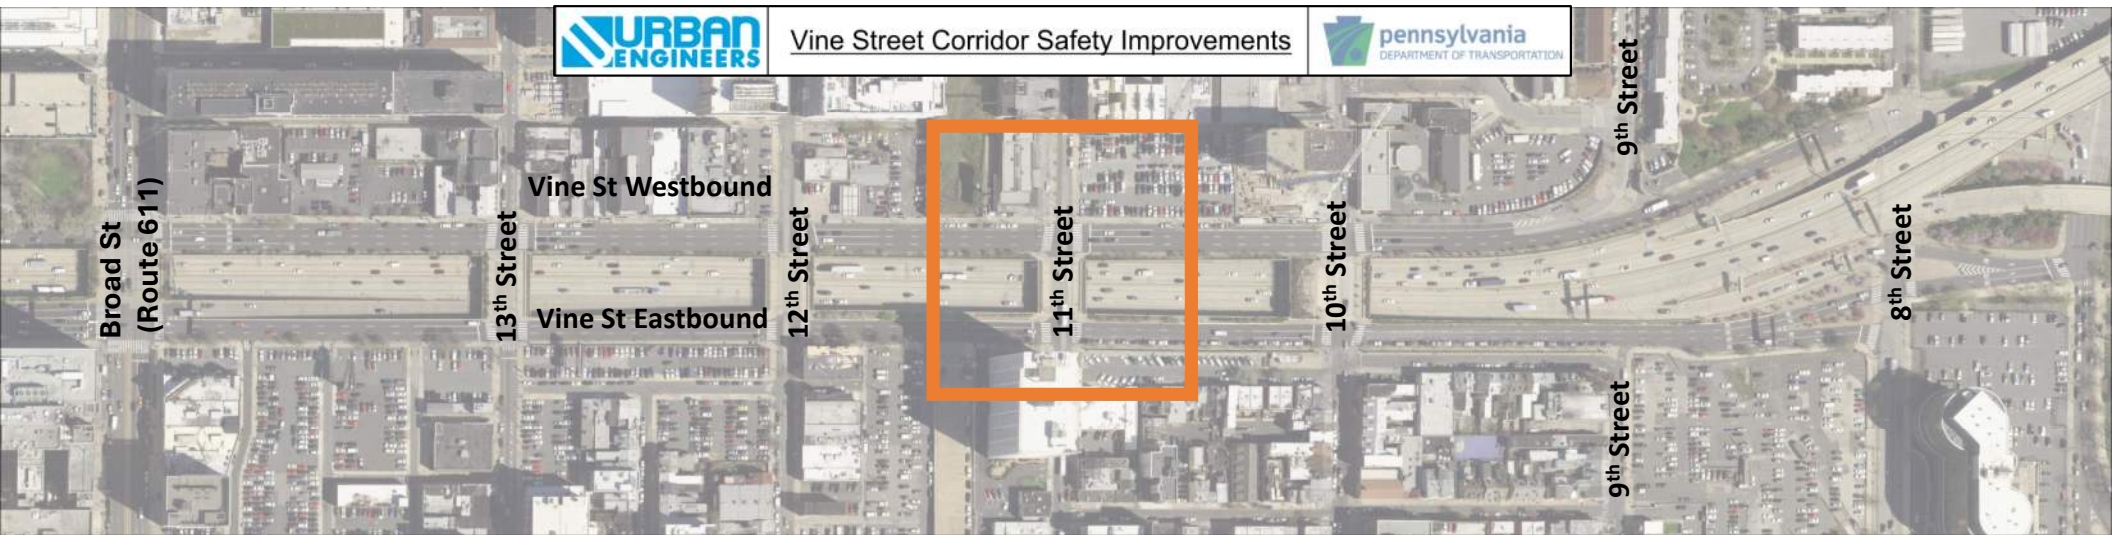 URBAN
ENGINEERS
Vine Street Corridor Safety Improvements
pennsylvania
DEPARTMENT OF TRANSPORTATION
9th Street
Vine St Westbound
Broad St
(Route 611)
13th Street
12th Street
11th Street
10th Street
8th Street
Vine St Eastbound
9th Street